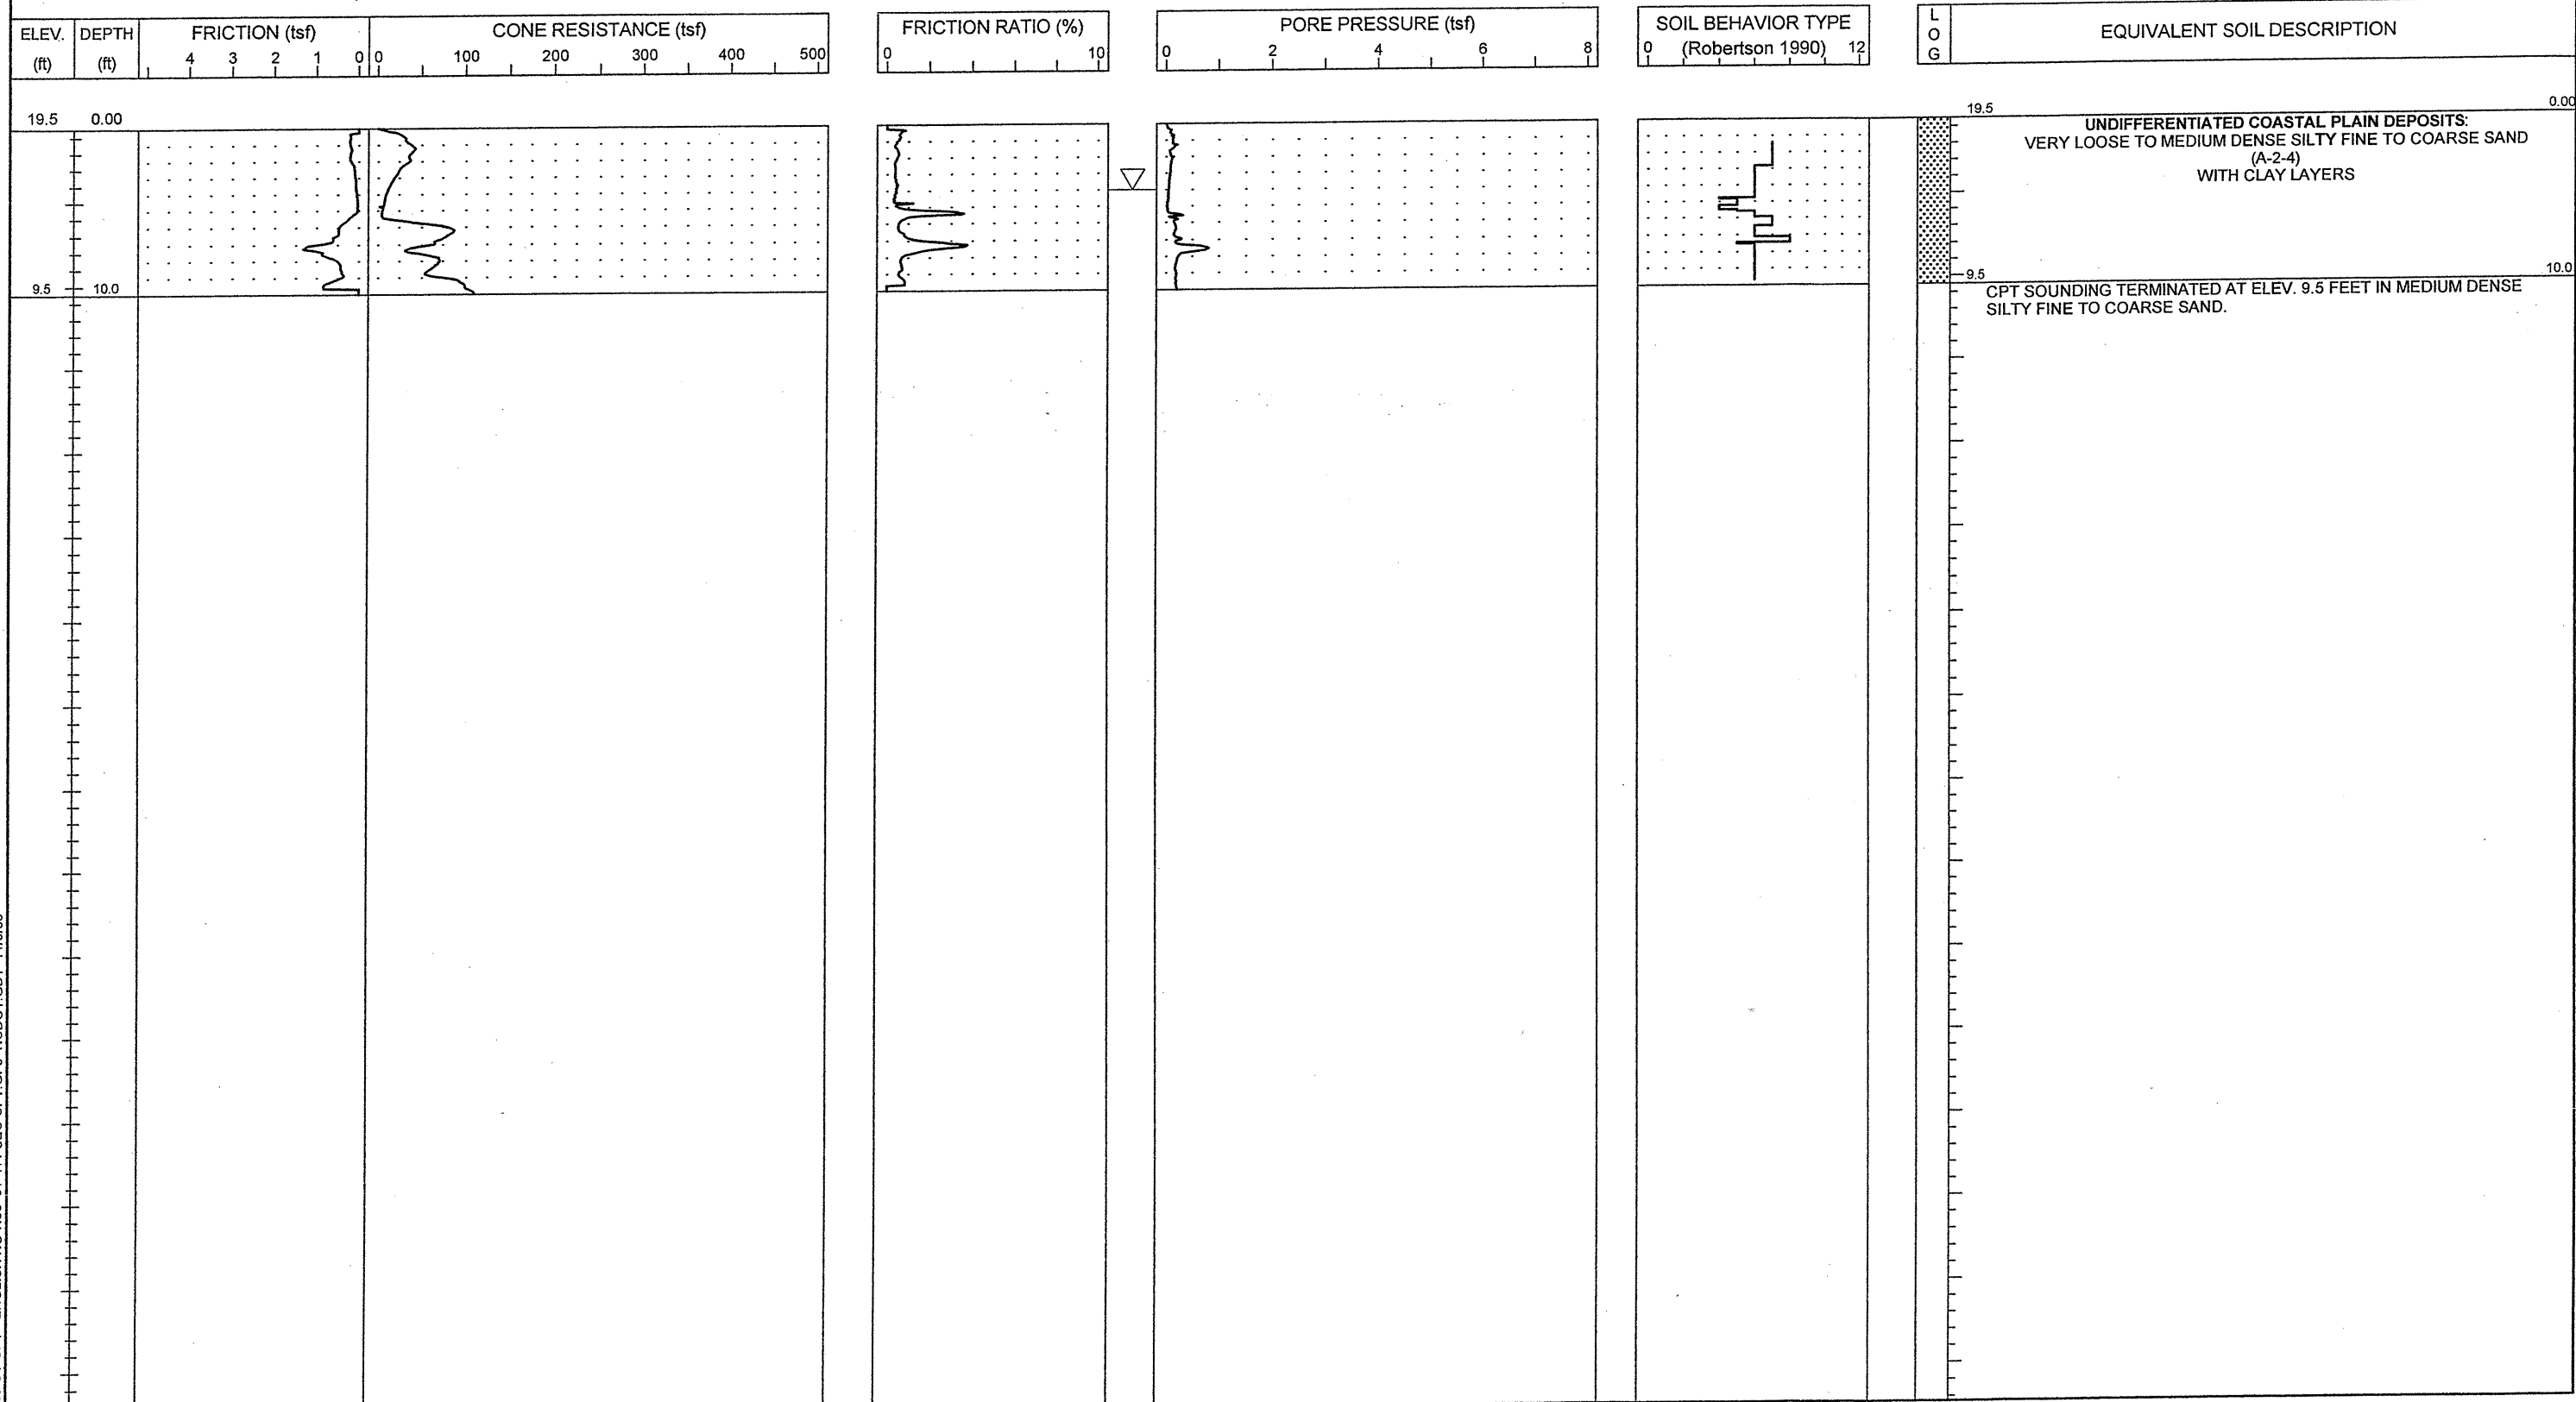 ELEV. DEPTH FRICTION (tsf) CONE RESISTANCE (tsf) FRICTION RATIO (%) PORE PRESSURE (tsf) SOIL BEHAVIOR TYPE LOG EQUIVALENT SOIL DESCRIPTION
(ft) (ft) 4 3 2 1 0 0 100 200 300 400 500 0 10 0 2 4 6 8 0 (Robertson 1990) 12
19.5 0.00 19.5 0.00
UNDIFFERENTIATED COASTAL PLAIN DEPOSITS:
VERY LOOSE TO MEDIUM DENSE SILTY FINE TO COARSE SAND
(A-2-4)
WITH CLAY LAYERS
9.5 10.0 9.5 10.0
CPT SOUNDING TERMINATED AT ELEV. 9.5 FEET IN MEDIUM DENSE
SILTY FINE TO COARSE SAND.